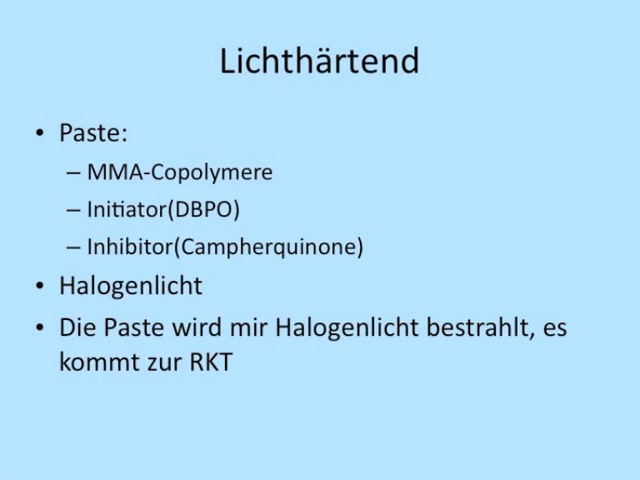 Lichthärtend
• Paste:
– MMA-Copolymere
– Initiator(DBPO)
– Inhibitor(Campherquinone)
• Halogenlicht
• Die Paste wird mir Halogenlicht bestrahlt, es
kommt zur RKT